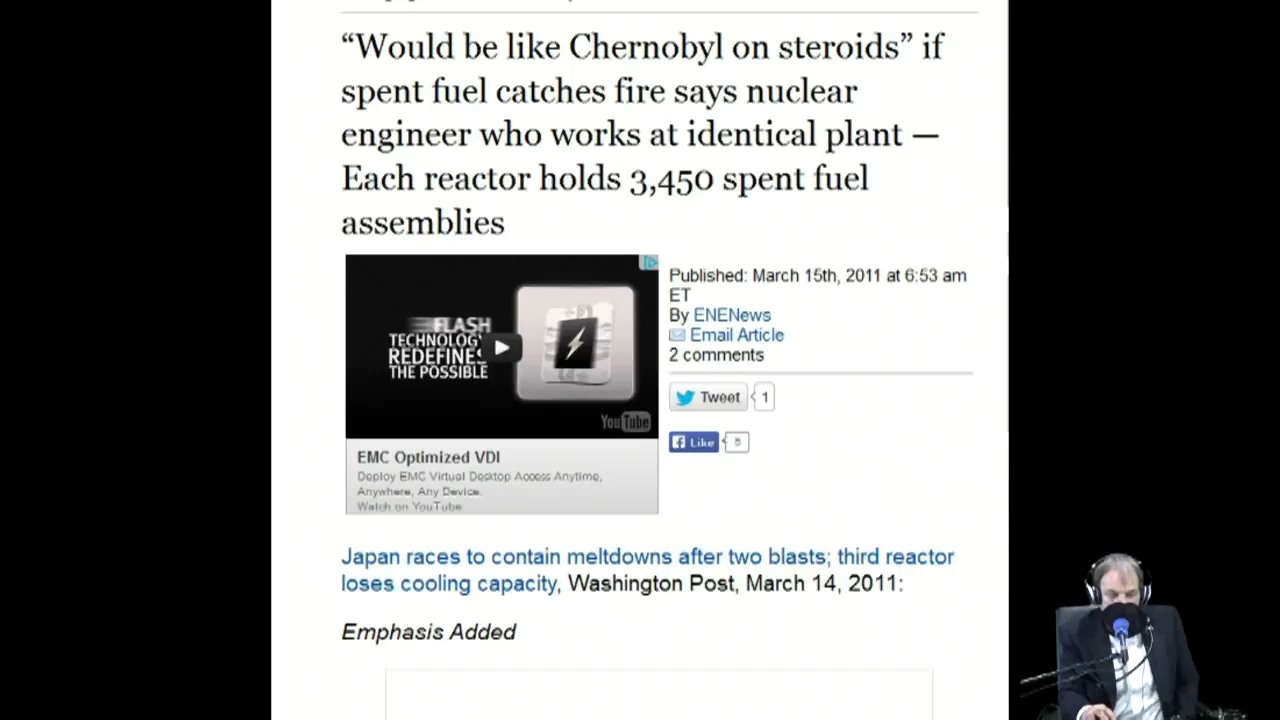 “Would be like Chernobyl on steroids” if
spent fuel catches fire says nuclear
engineer who works at identical plant —
Each reactor holds 3,450 spent fuel
assemblies
FLASH
TECHNOLOGY
REDEFINES
THE POSSIBLE
YouTube
EMC Optimized VDI
Deploy EMC Virtual Desktop Access Anytime,
Anywhere, Any Device.
Watch on YouTube
Published: March 15th, 2011 at 6:53 am
ET
By ENENews
Email Article
2 comments
Tweet 1
Like 8
Japan races to contain meltdowns after two blasts; third reactor
loses cooling capacity, Washington Post, March 14, 2011:
Emphasis Added